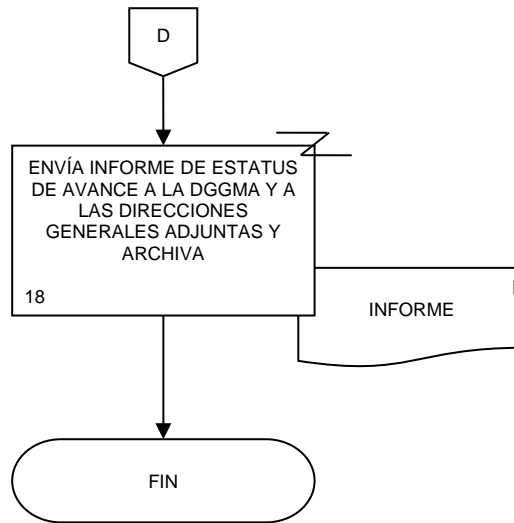 D
ENVÍA INFORME DE ESTATUS
DE AVANCE A LA DGGMA Y A
LAS DIRECCIONES
GENERALES ADJUNTAS Y
ARCHIVA
18
INFORME
FIN